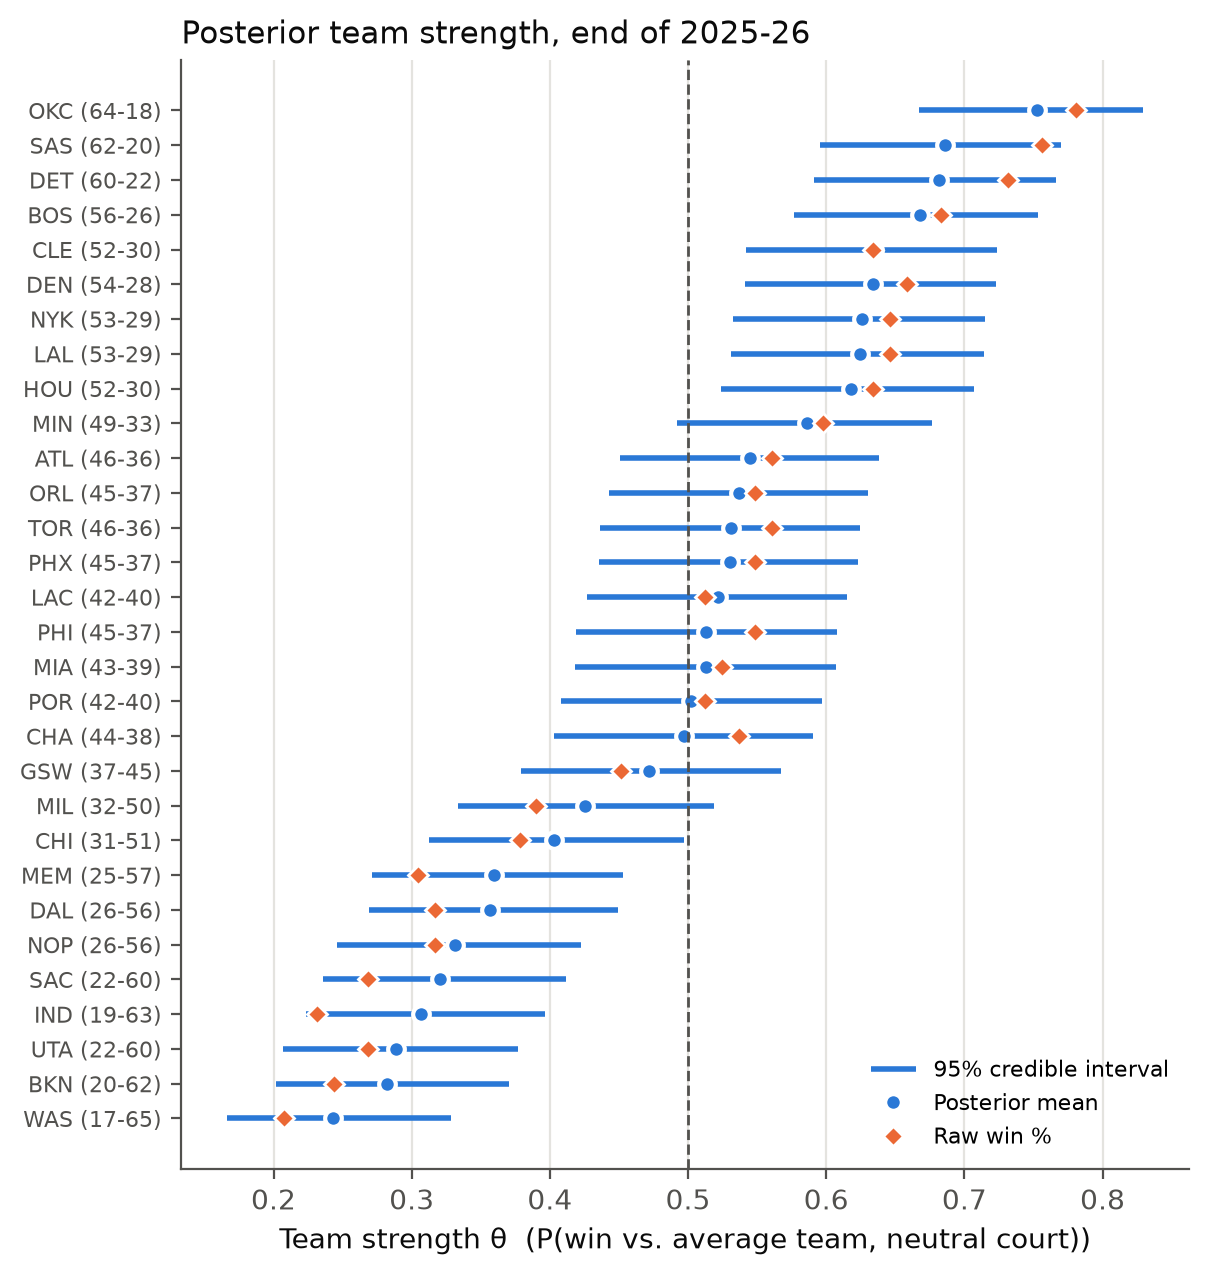 Posterior team strength, end of 2025-26
OKC (64-18)
SAS (62-20)
DET (60-22)
BOS (56-26)
CLE (52-30)
DEN (54-28)
NYK (53-29)
LAL (53-29)
HOU (52-30)
MIN (49-33)
ATL (46-36)
ORL (45-37)
TOR (46-36)
PHX (45-37)
LAC (42-40)
PHI (45-37)
MIA (43-39)
POR (42-40)
CHA (44-38)
GSW (37-45)
MIL (32-50)
CHI (31-51)
MEM (25-57)
DAL (26-56)
NOP (26-56)
SAC (22-60)
IND (19-63)
UTA (22-60)
BKN (20-62)
WAS (17-65)
95% credible interval
Posterior mean
Raw win %
0.2 0.3 0.4 0.5 0.6 0.7 0.8
Team strength θ (P(win vs. average team, neutral court))